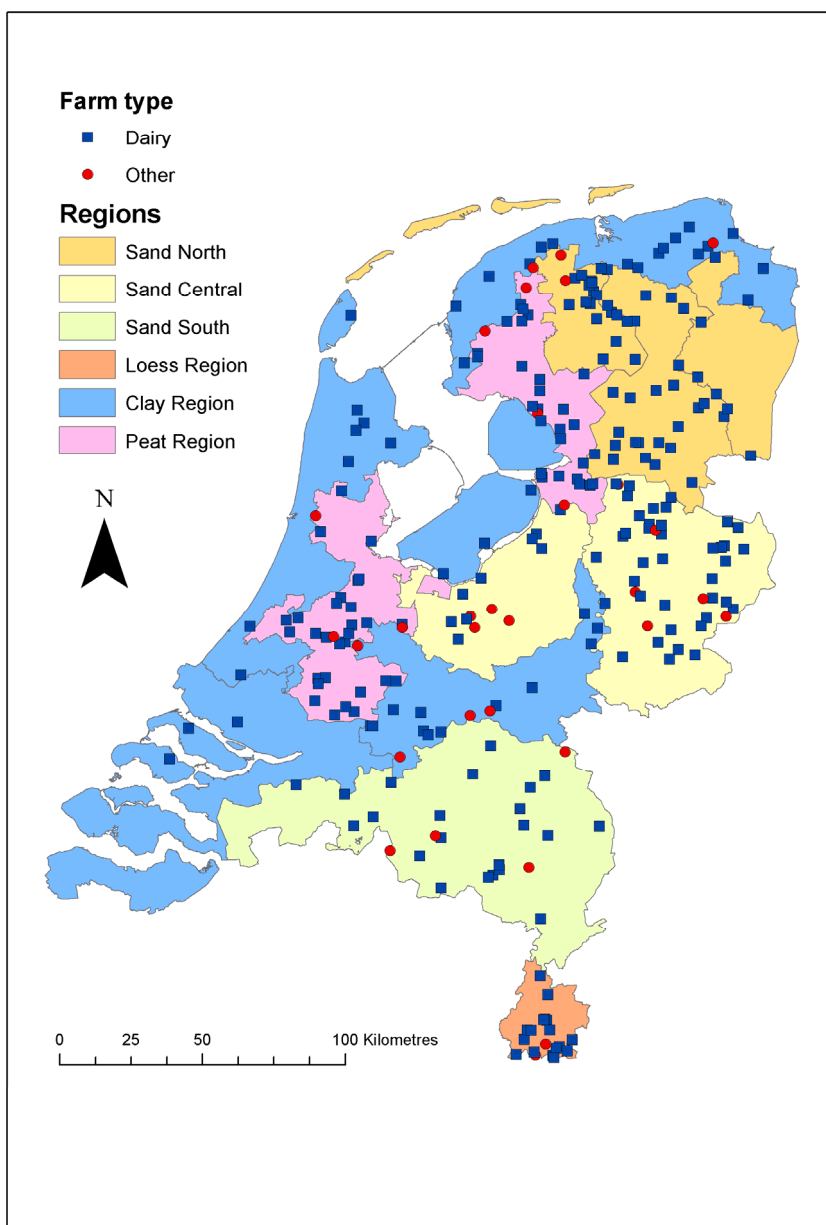 Farm type
Dairy
Other
Regions
Sand North
Sand Central
Sand South
Loess Region
Clay Region
Peat Region
N
0 25 50 100 Kilometres